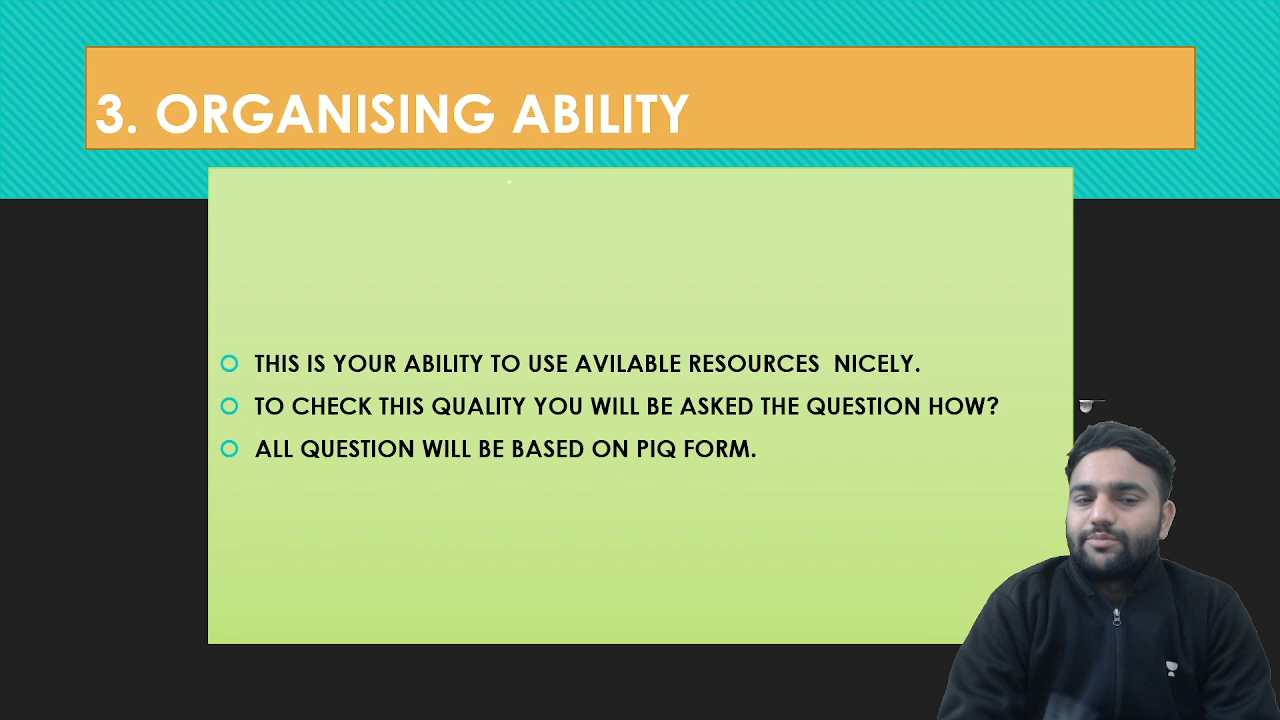 3. ORGANISING ABILITY
THIS IS YOUR ABILITY TO USE AVILABLE RESOURCES  NICELY.
TO CHECK THIS QUALITY YOU WILL BE ASKED THE QUESTION HOW?
ALL QUESTION WILL BE BASED ON PIQ FORM.